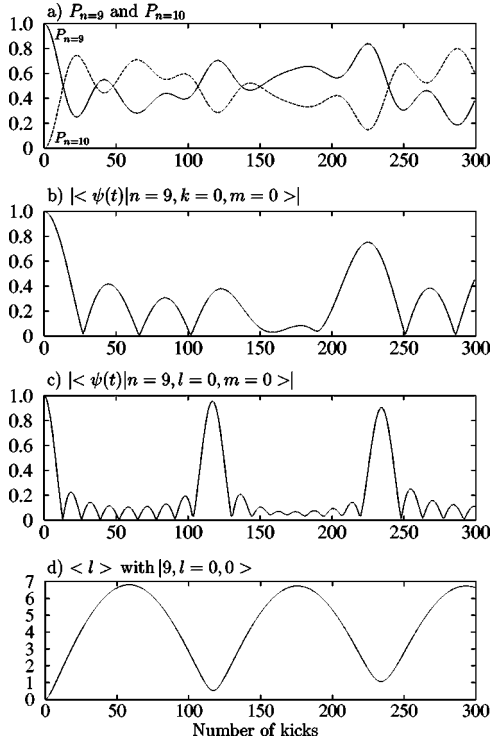 a) P_{n=9} and P_{n=10}
1.0
P_{n=9}
0.8
0.6
0.4
0.2
P_{n=10}
0
0 50 100 150 200 250 300
b) |< ψ(t)|n = 9, k = 0, m = 0 >|
1.0
0.8
0.6
0.4
0.2
0
0 50 100 150 200 250 300
c) |< ψ(t)|n = 9, l = 0, m = 0 >|
1.0
0.8
0.6
0.4
0.2
0
0 50 100 150 200 250 300
d) < l > with |9, l = 0, 0 >
7
6
5
4
3
2
1
0
0 50 100 150 200 250 300
Number of kicks